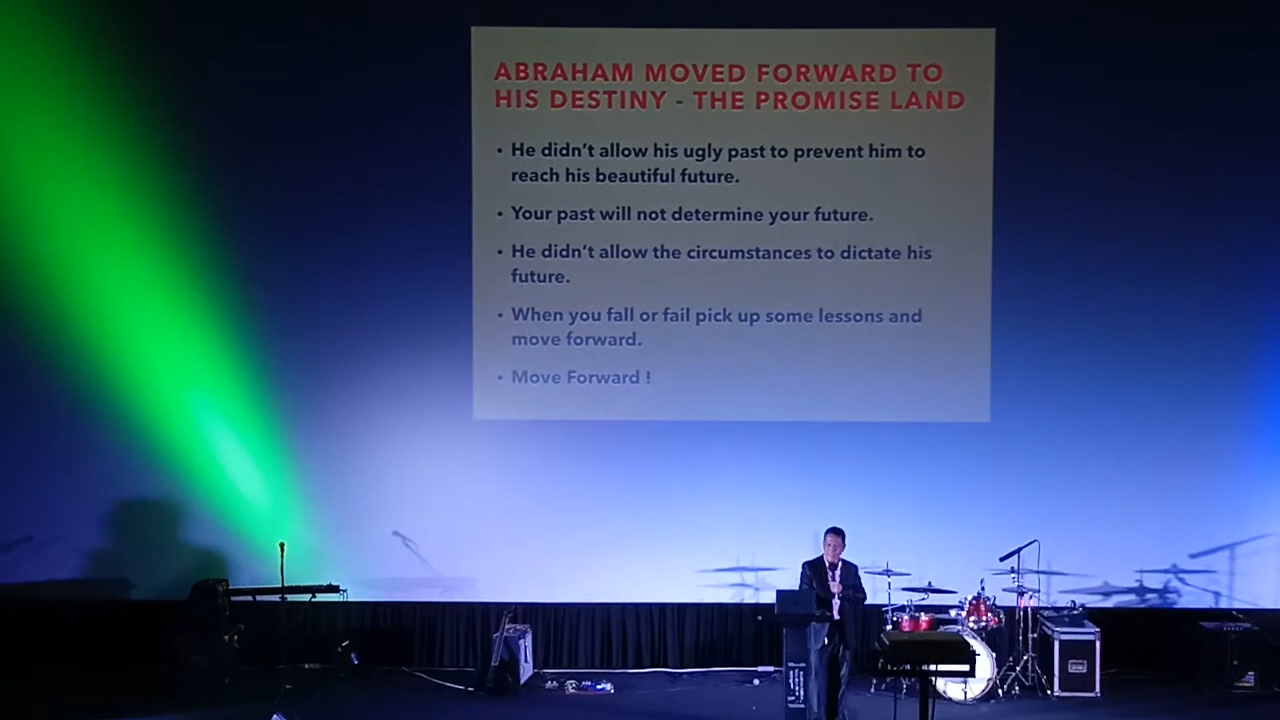 ABRAHAM MOVED FORWARD TO
HIS DESTINY - THE PROMISE LAND
• He didn't allow his ugly past to prevent him to
reach his beautiful future.
• Your past will not determine your future.
• He didn't allow the circumstances to dictate his
future.
• When you fall or fail pick up some lessons and
move forward.
• Move Forward !